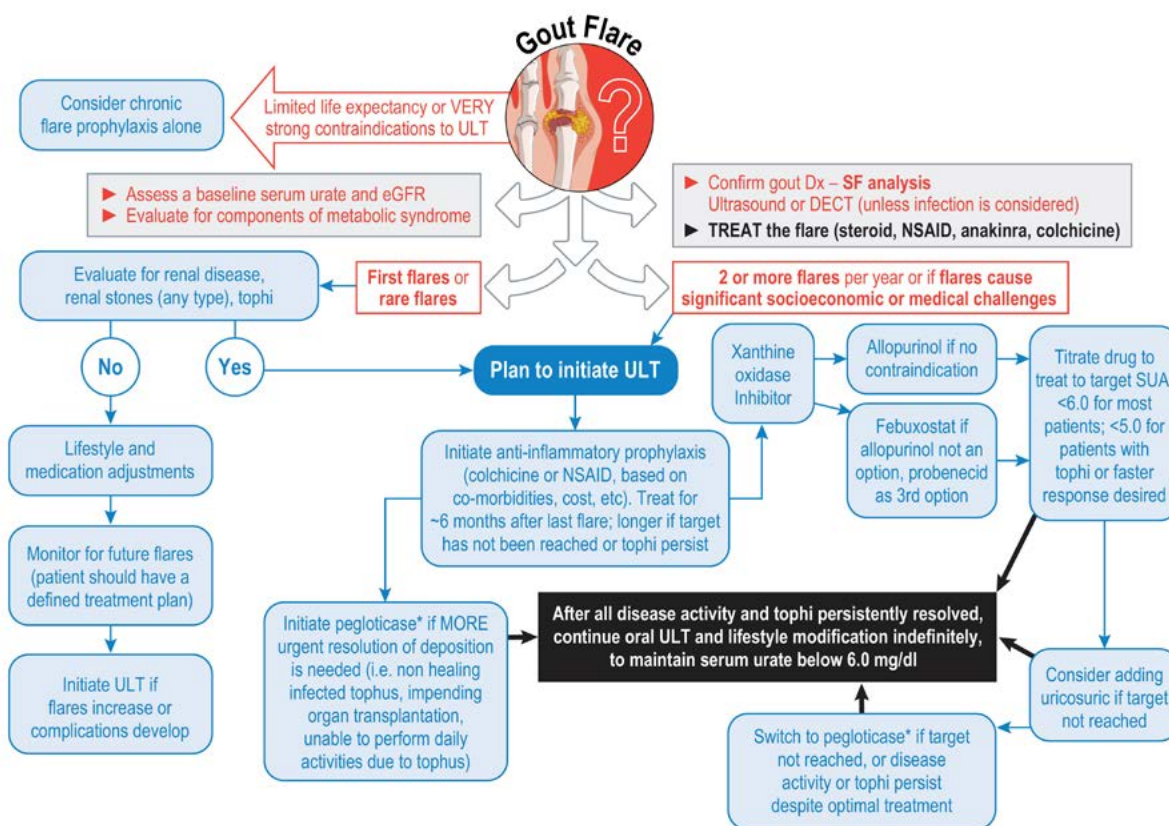 Gout Flare
?
Consider chronic
flare prophylaxis alone
Limited life expectancy or VERY
strong contraindications to ULT
► Assess a baseline serum urate and eGFR
► Evaluate for components of metabolic syndrome
► Confirm gout Dx – SF analysis
Ultrasound or DECT (unless infection is considered)
► TREAT the flare (steroid, NSAID, anakinra, colchicine)
Evaluate for renal disease,
renal stones (any type), tophi
First flares or
rare flares
2 or more flares per year or if flares cause
significant socioeconomic or medical challenges
No
Yes
Plan to initiate ULT
Xanthine
oxidase
Inhibitor
Allopurinol if no
contraindication
Febuxostat if
allopurinol not an
option, probenecid
as 3rd option
Titrate drug to
treat to target SUA
<6.0 for most
patients; <5.0 for
patients with
tophi or faster
response desired
Lifestyle and
medication adjustments
Initiate anti-inflammatory prophylaxis
(colchicine or NSAID, based on
co-morbidities, cost, etc). Treat for
~6 months after last flare; longer if target
has not been reached or tophi persist
Monitor for future flares
(patient should have a
defined treatment plan)
Initiate ULT if
flares increase or
complications develop
Initiate pegloticase* if MORE
urgent resolution of deposition
is needed (i.e. non healing
infected tophus, impending
organ transplantation,
unable to perform daily
activities due to tophus)
After all disease activity and tophi persistently resolved,
continue oral ULT and lifestyle modification indefinitely,
to maintain serum urate below 6.0 mg/dl
Consider adding
uricosuric if target
not reached
Switch to pegloticase* if target
not reached, or disease
activity or tophi persist
despite optimal treatment